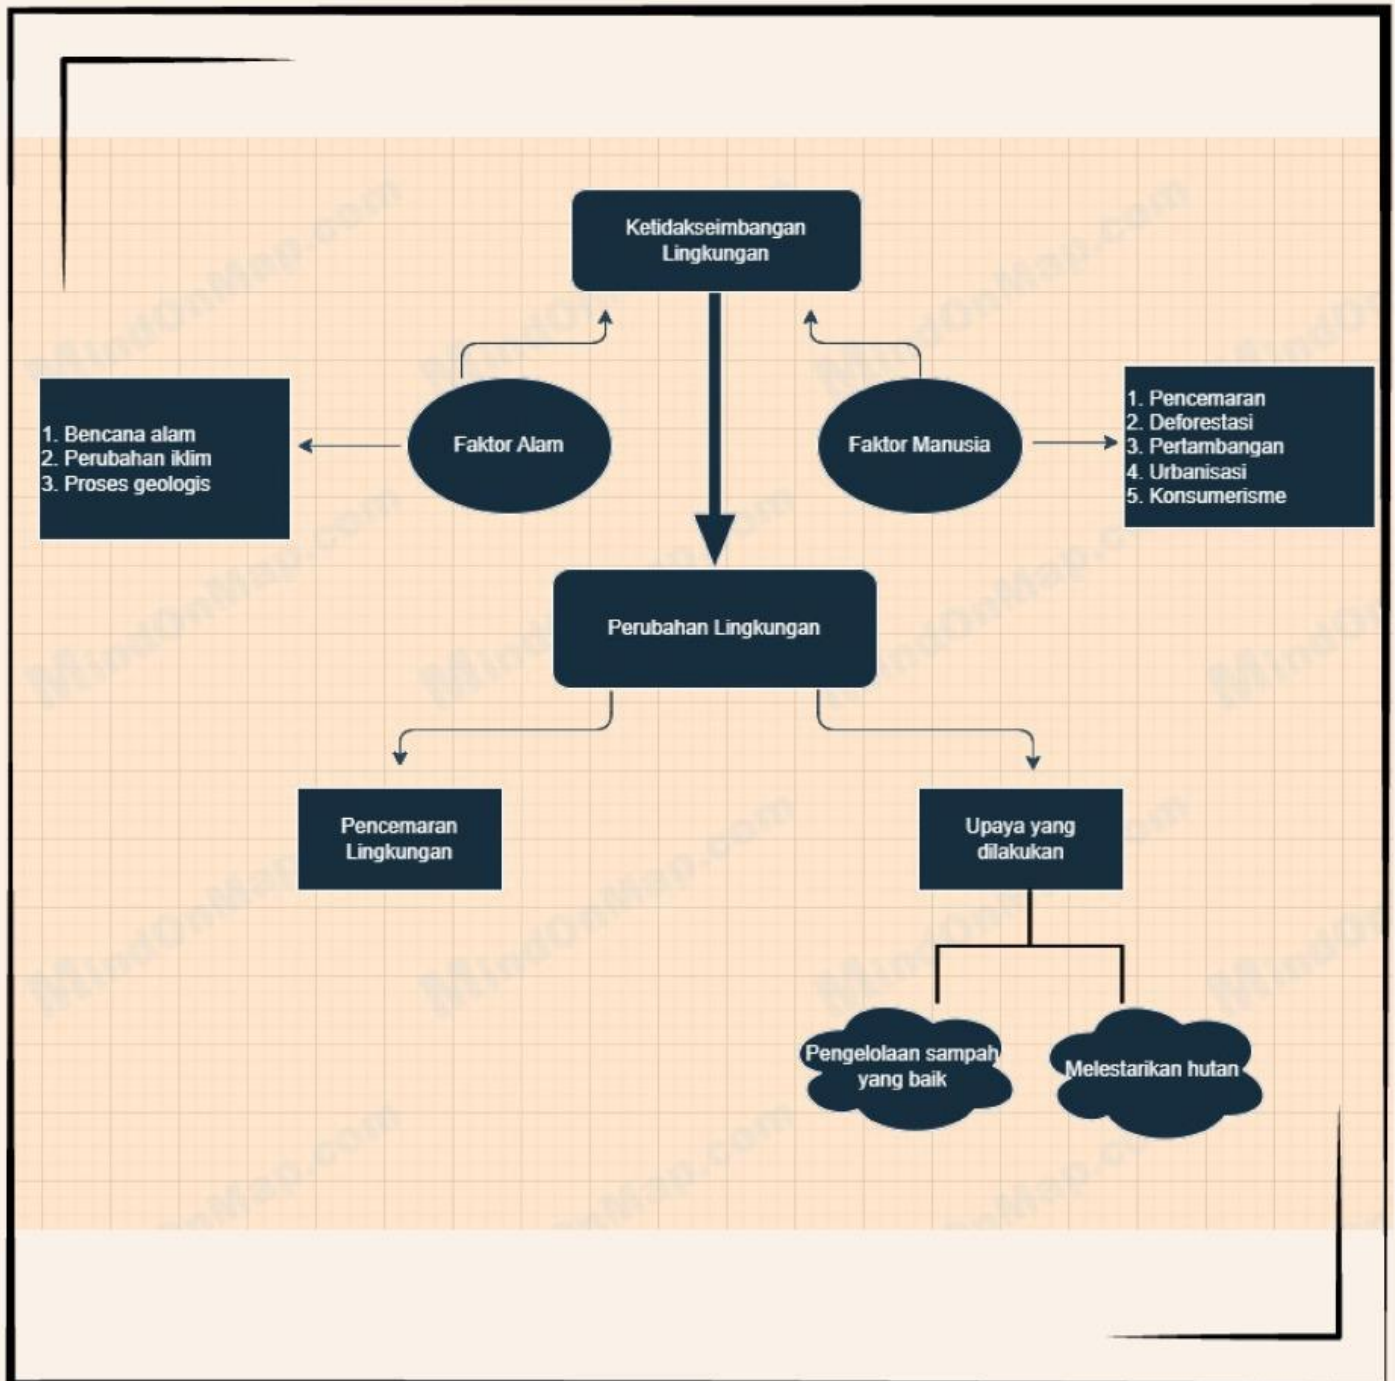 Ketidakseimbangan
Lingkungan
1. Bencana alam
2. Perubahan iklim
3. Proses geologis
Faktor Alam
Faktor Manusia
1. Pencemaran
2. Deforestasi
3. Pertambangan
4. Urbanisasi
5. Konsumerisme
Perubahan Lingkungan
Pencemaran
Lingkungan
Upaya yang
dilakukan
Pengelolaan sampah
yang baik
Melestarikan hutan
MindOnMap.com